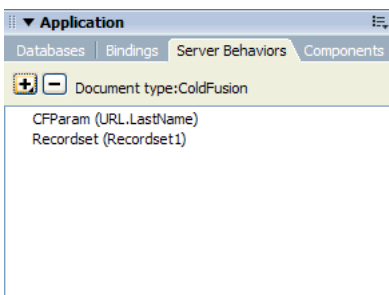 Application
Databases Bindings Server Behaviors Components
Document type:ColdFusion
CFParam (URL.LastName)
Recordset (Recordset1)